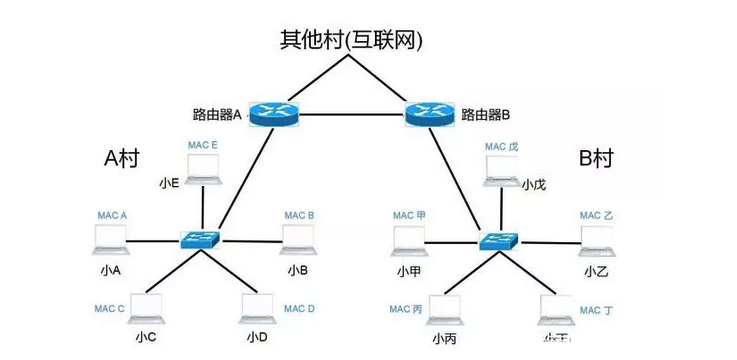 其他村(互联网)
路由器A
路由器B
A村
MAC E
小E
MAC 戊
小戊
B村
MAC A
小A
MAC B
小B
MAC 甲
小甲
MAC 乙
小乙
MAC C
小C
MAC D
小D
MAC 丙
小丙
MAC 丁